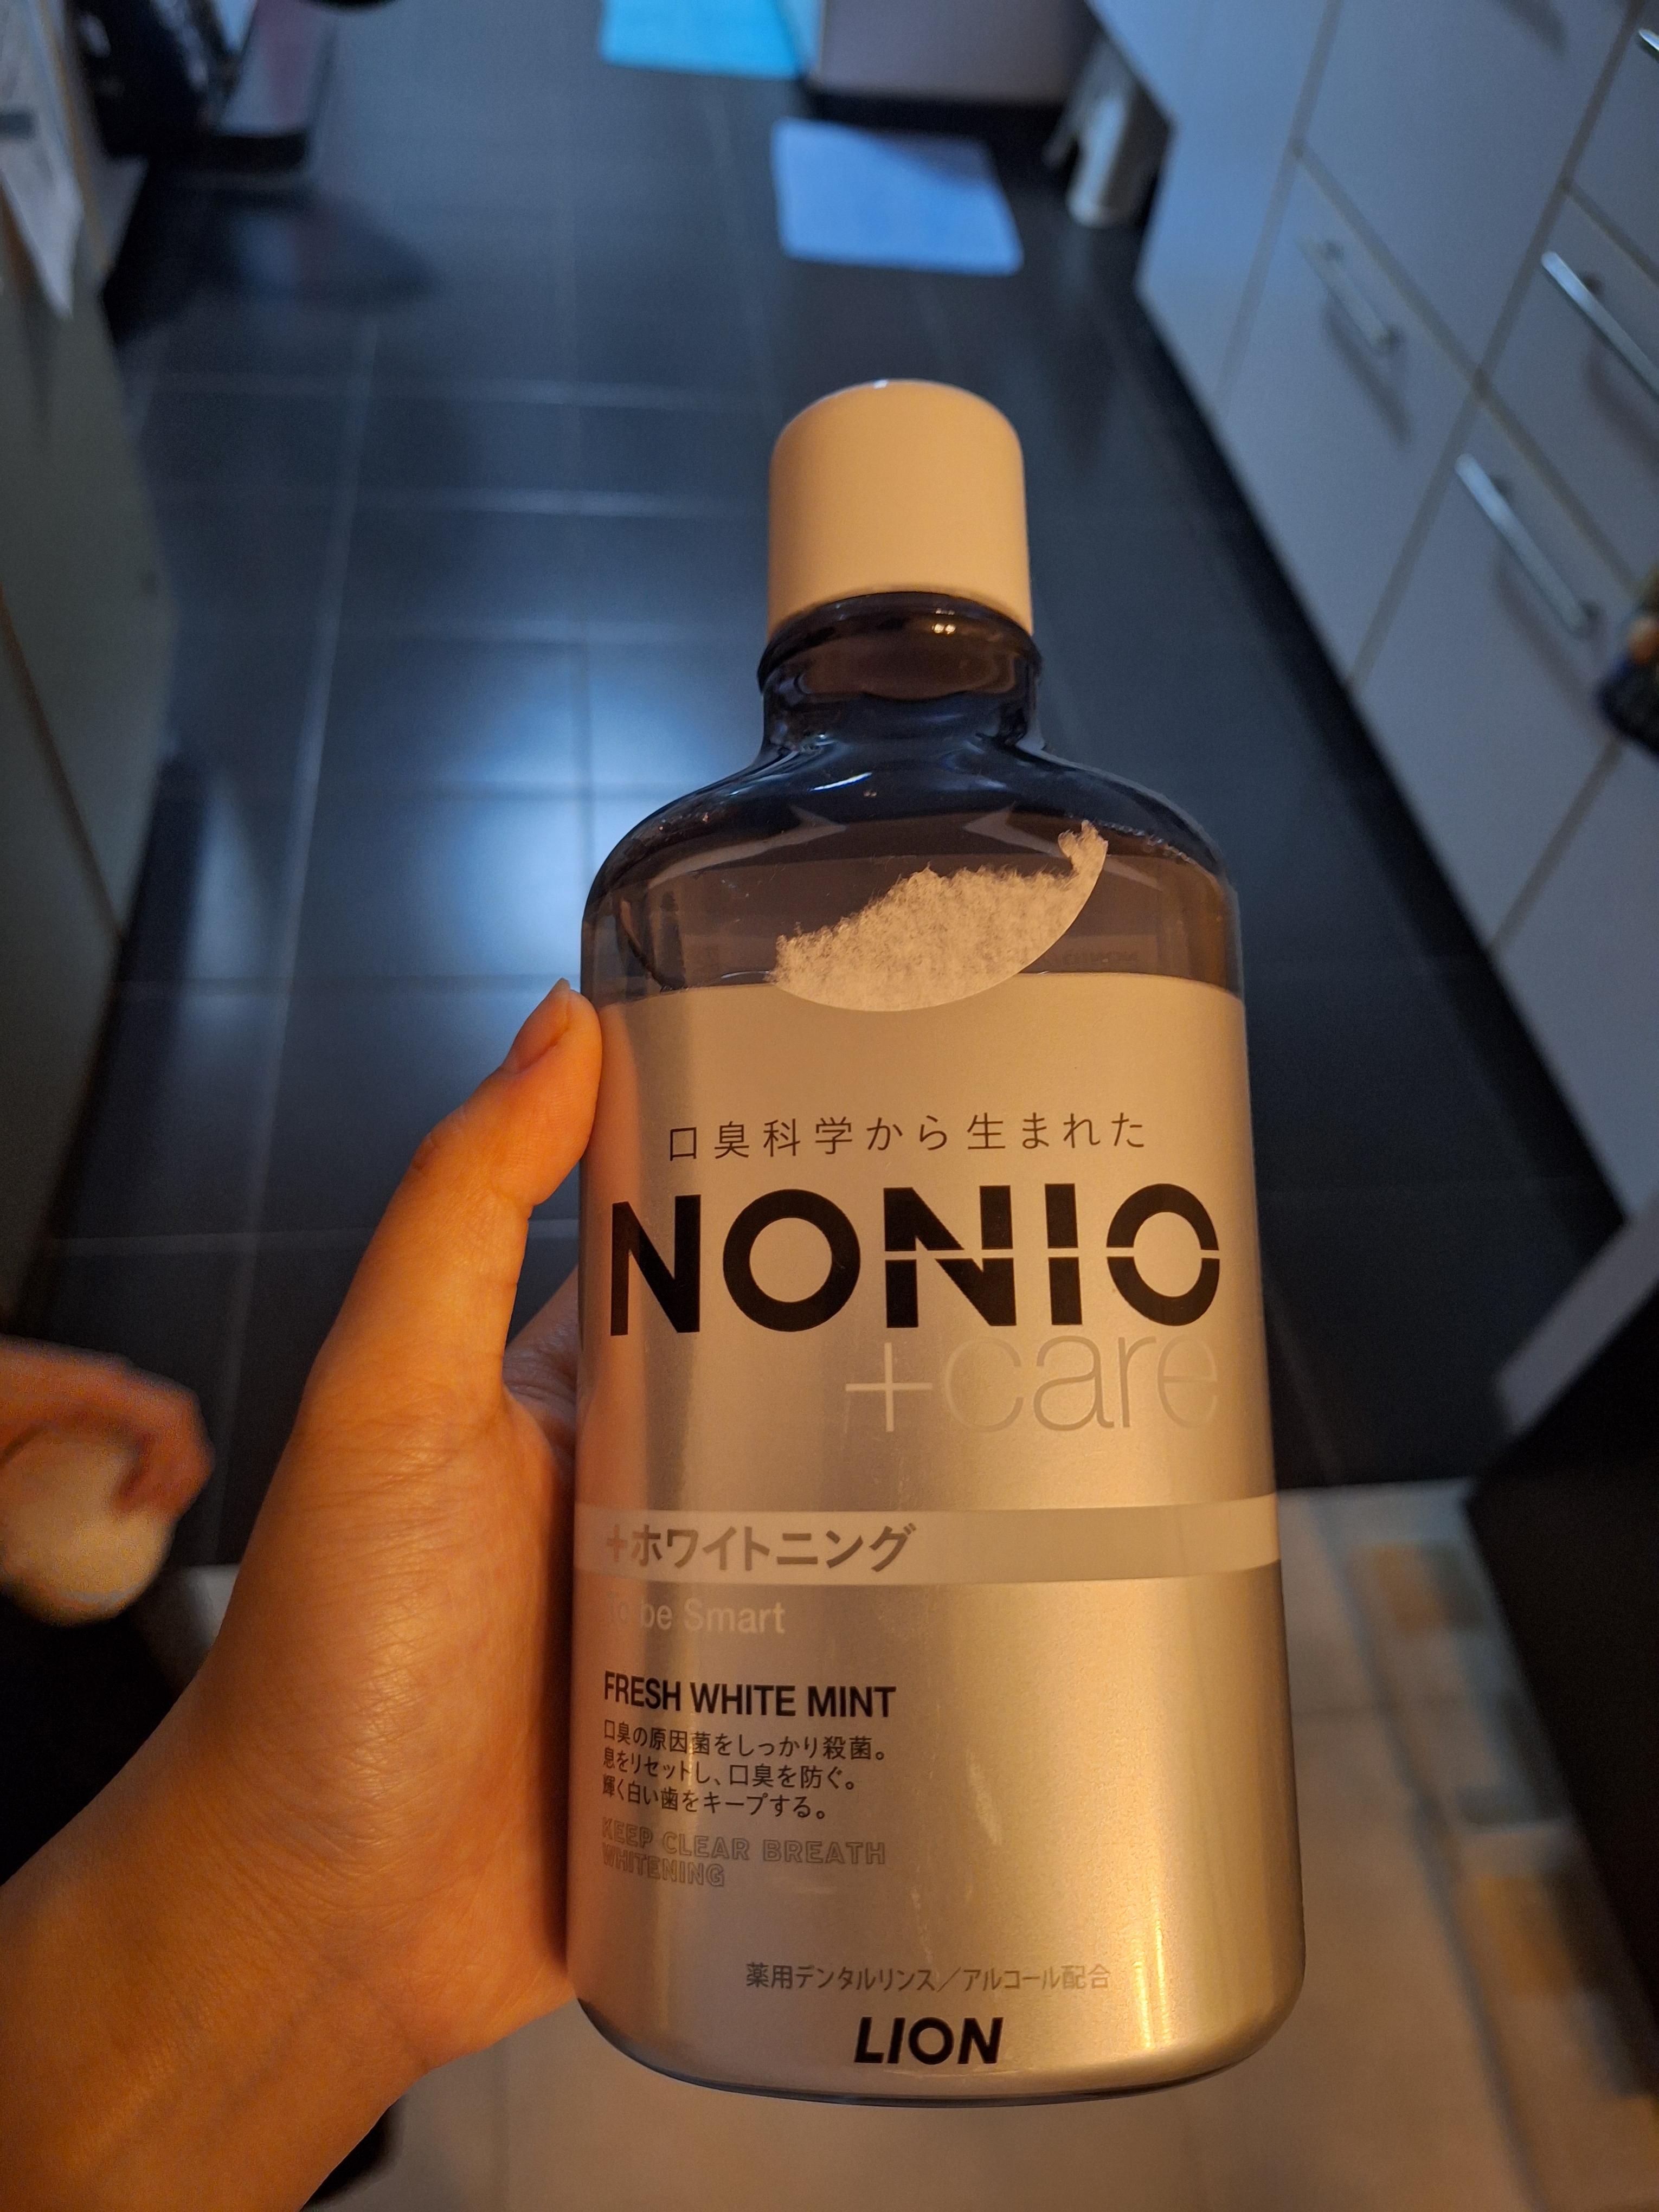 口臭科学から生まれた
NONIO
+care
+ホワイトニング
To be Smart
FRESH WHITE MINT
口臭の原因菌をしっかり殺菌。
息をリセットし、口臭を防ぐ。
輝く白い歯をキープする。
KEEP CLEAR BREATH
WHITENING
薬用デンタルリンス／アルコール配合
LION